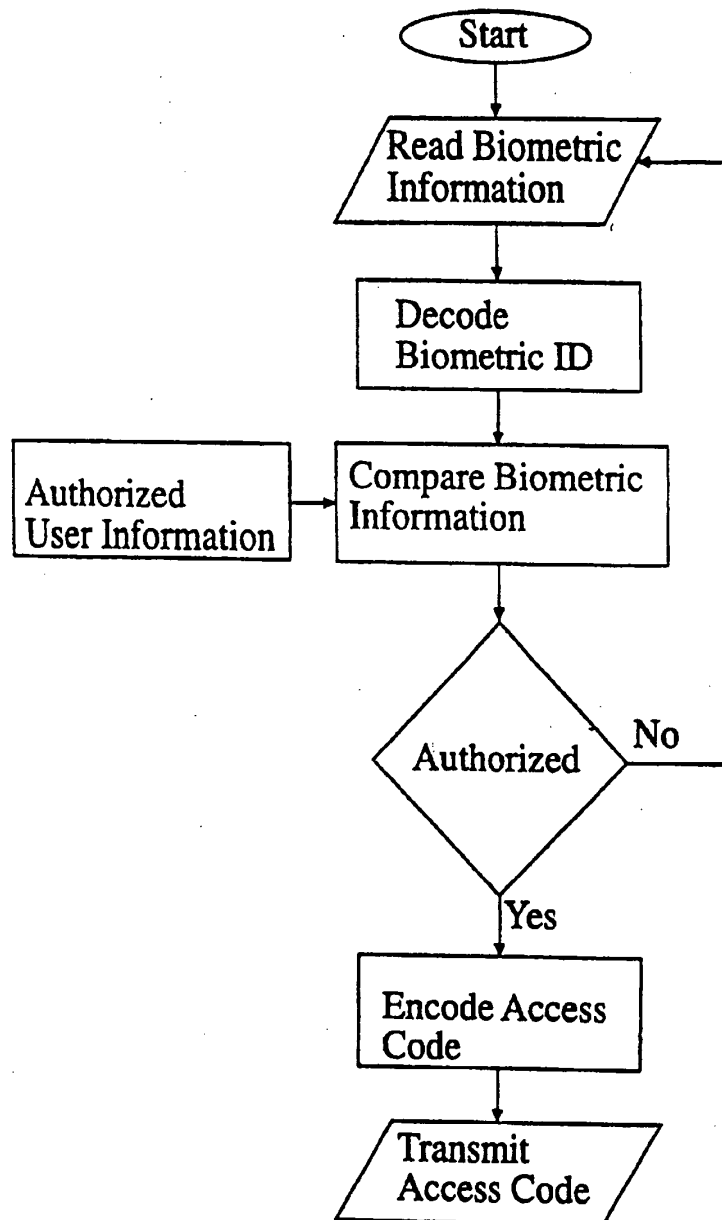 Start
Read Biometric
Information
Decode
Biometric ID
Authorized
User Information
Compare Biometric
Information
Authorized
No
Yes
Encode Access
Code
Transmit
Access Code